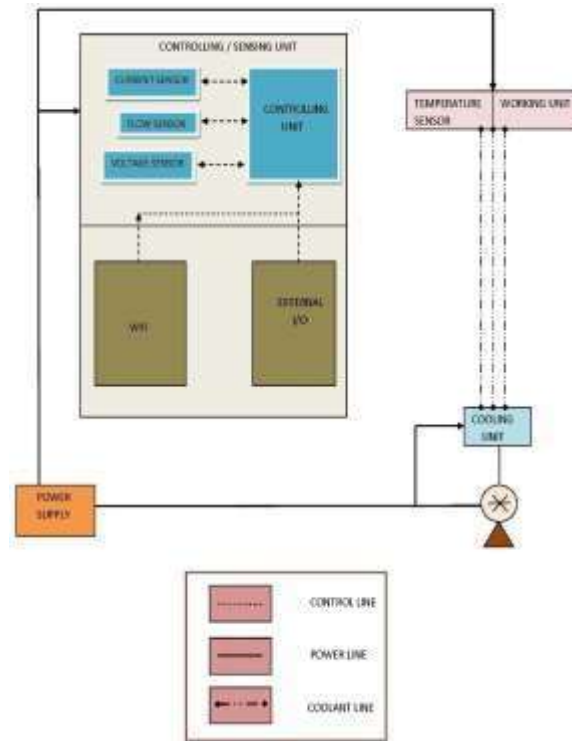 CONTROLLING / SENSING UNIT
CURRENT SENSOR
FLOW SENSOR
VOLTAGE SENSOR
CONTROLLING
UNIT
TEMPERATURE
SENSOR
WORKING UNIT
WIFI
EXTERNAL
I/O
COOLING
UNIT
POWER
SUPPLY
CONTROL LINE
POWER LINE
COOLANT LINE